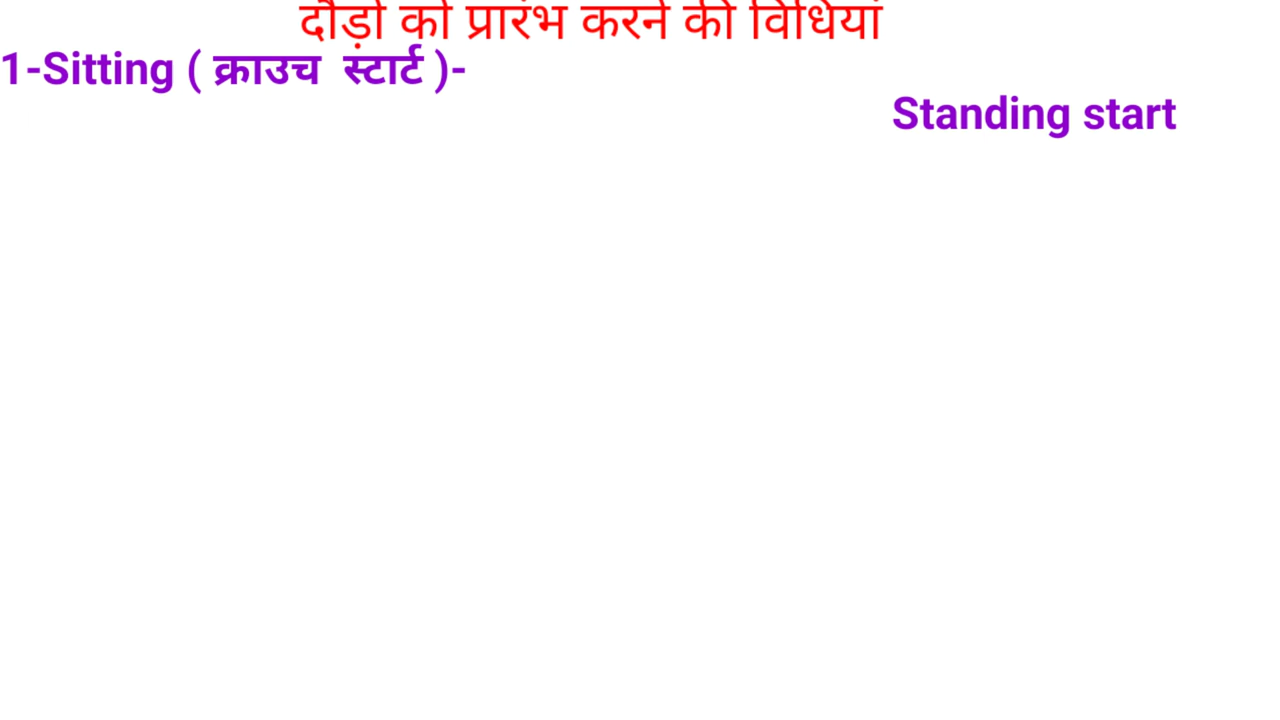 दौड़ो को प्रारंभ करने की विधियां
1-Sitting ( क्राउच स्टार्ट )-
Standing start